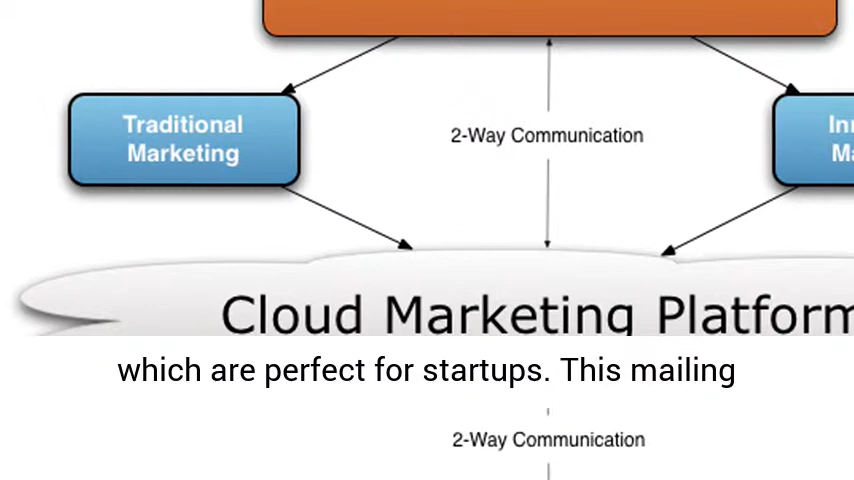 Traditional
Marketing
2-Way Communication
Cloud Marketing Platform
which are perfect for startups. This mailing
2-Way Communication